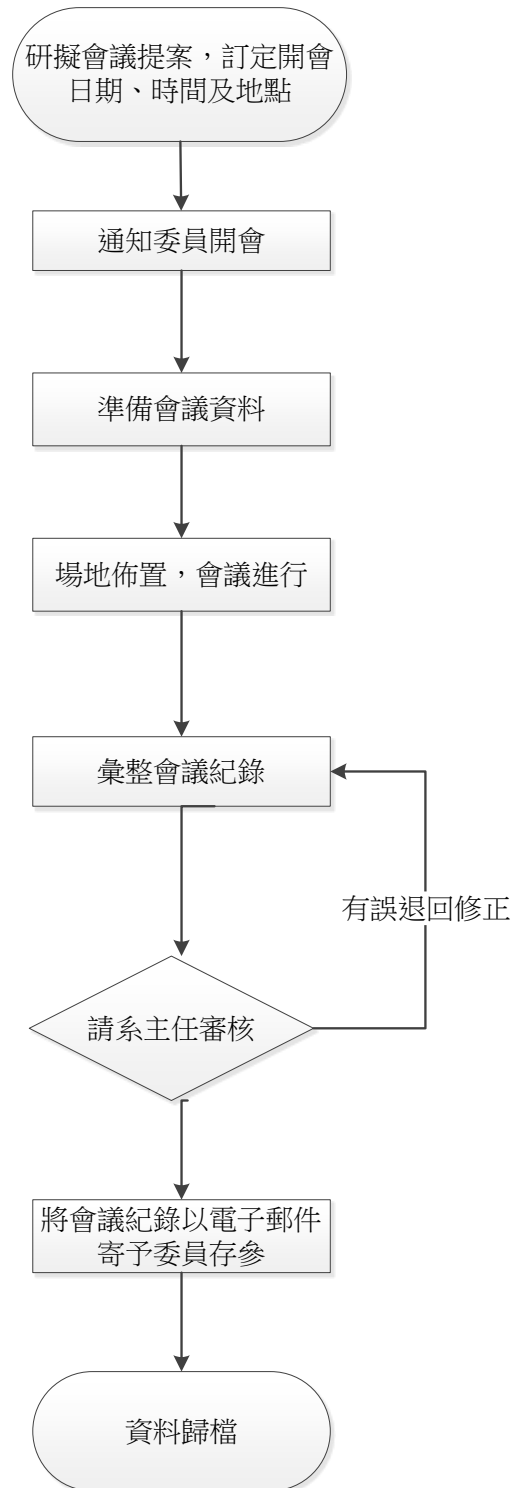 研擬會議提案，訂定開會
日期、時間及地點
通知委員開會
準備會議資料
場地佈置，會議進行
彙整會議紀錄
有誤退回修正
請系主任審核
將會議紀錄以電子郵件
寄予委員存參
資料歸檔